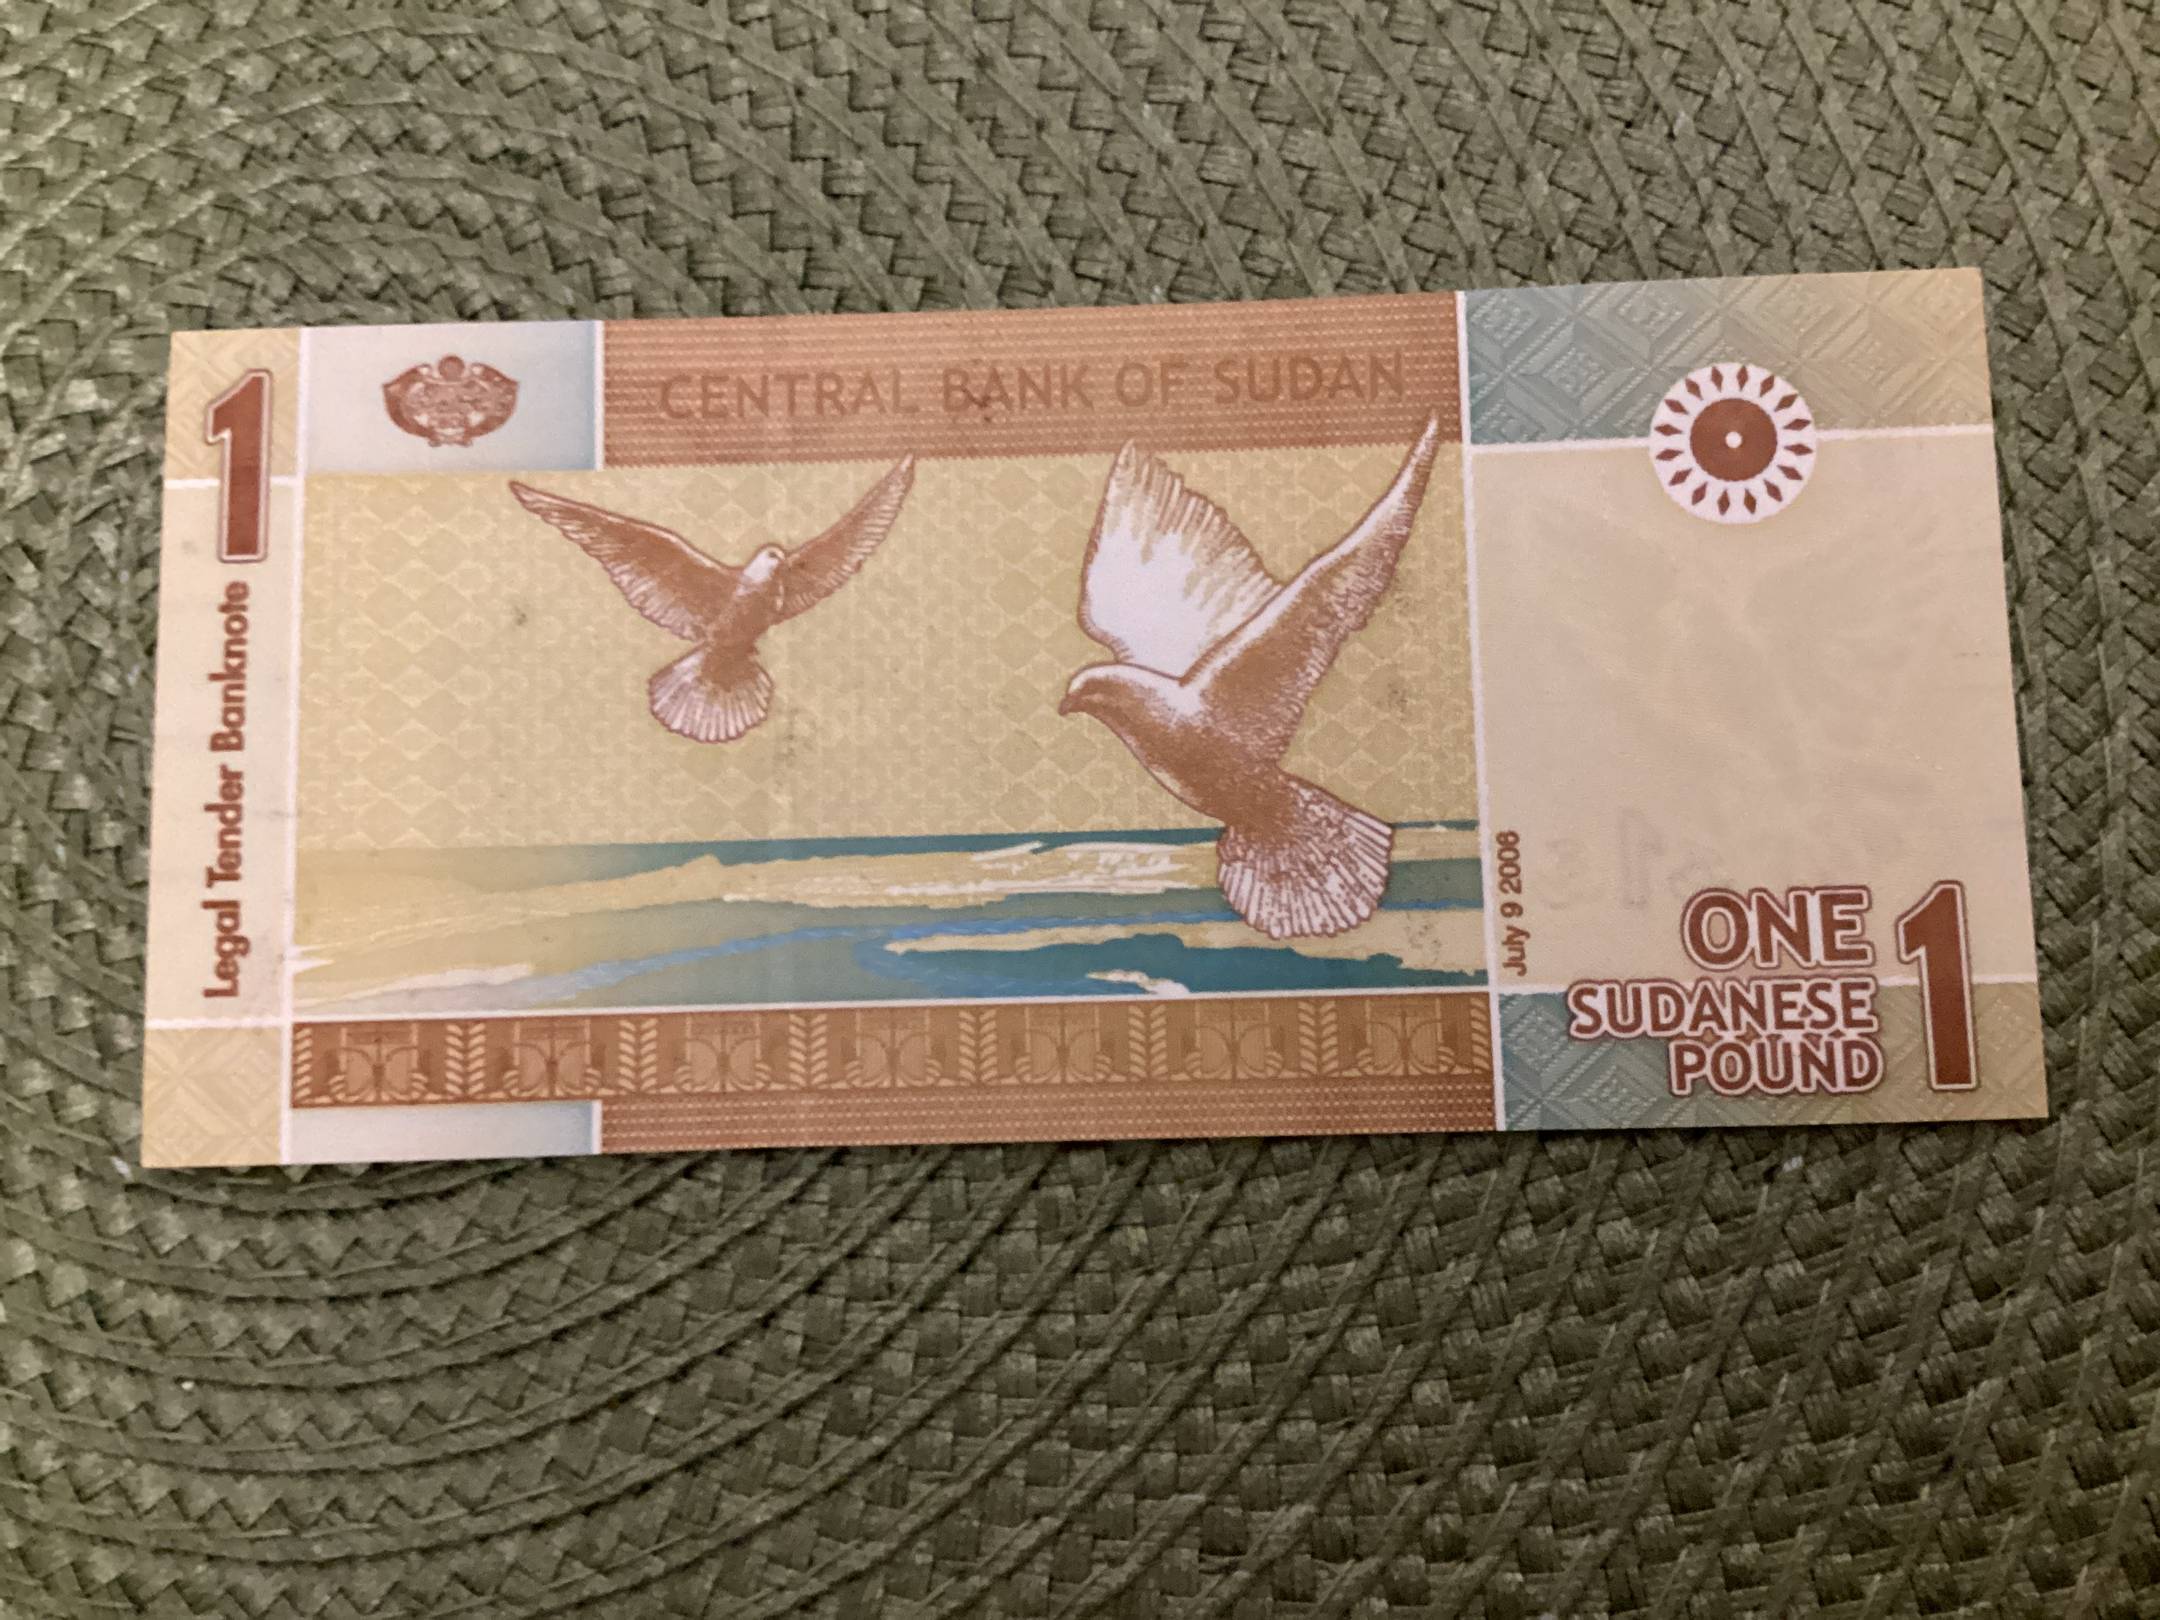 1
Legal Tender Banknote
CENTRAL BANK OF SUDAN
July 9 2006
ONE
SUDANESE
POUND
1